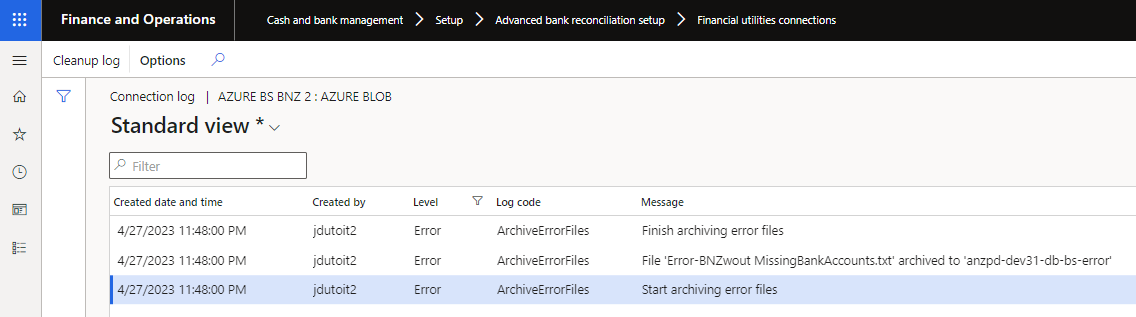 Finance and Operations Cash and bank management Setup Advanced bank reconciliation setup Financial utilities connections
Cleanup log Options
Connection log | AZURE BS BNZ 2 : AZURE BLOB
Standard view *
Filter
Created date and time Created by Level Log code Message
4/27/2023 11:48:00 PM jdutoit2 Error ArchiveErrorFiles Finish archiving error files
4/27/2023 11:48:00 PM jdutoit2 Error ArchiveErrorFiles File 'Error-BNZwout MissingBankAccounts.txt' archived to 'anzpd-dev31-db-bs-error'
4/27/2023 11:48:00 PM jdutoit2 Error ArchiveErrorFiles Start archiving error files